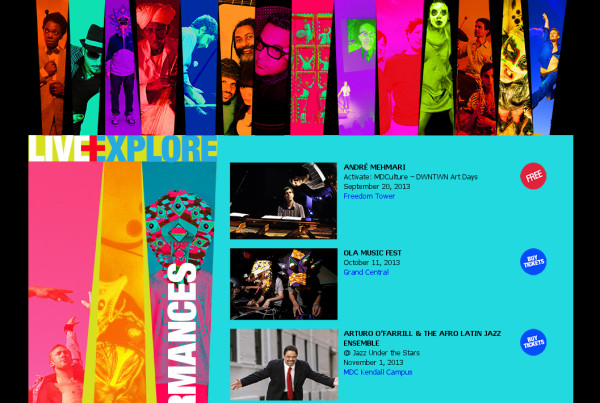 LIVE+EXPLORE
RMANCES
ANDRÉ MEHMARI
Activate: MDCulture – DWNTWN Art Days
September 20, 2013
Freedom Tower
FREE
OLA MUSIC FEST
October 11, 2013
Grand Central
BUY
TICKETS
ARTURO O'FARRILL & THE AFRO LATIN JAZZ
ENSEMBLE
@ Jazz Under the Stars
November 1, 2013
MDC Kendall Campus
BUY
TICKETS